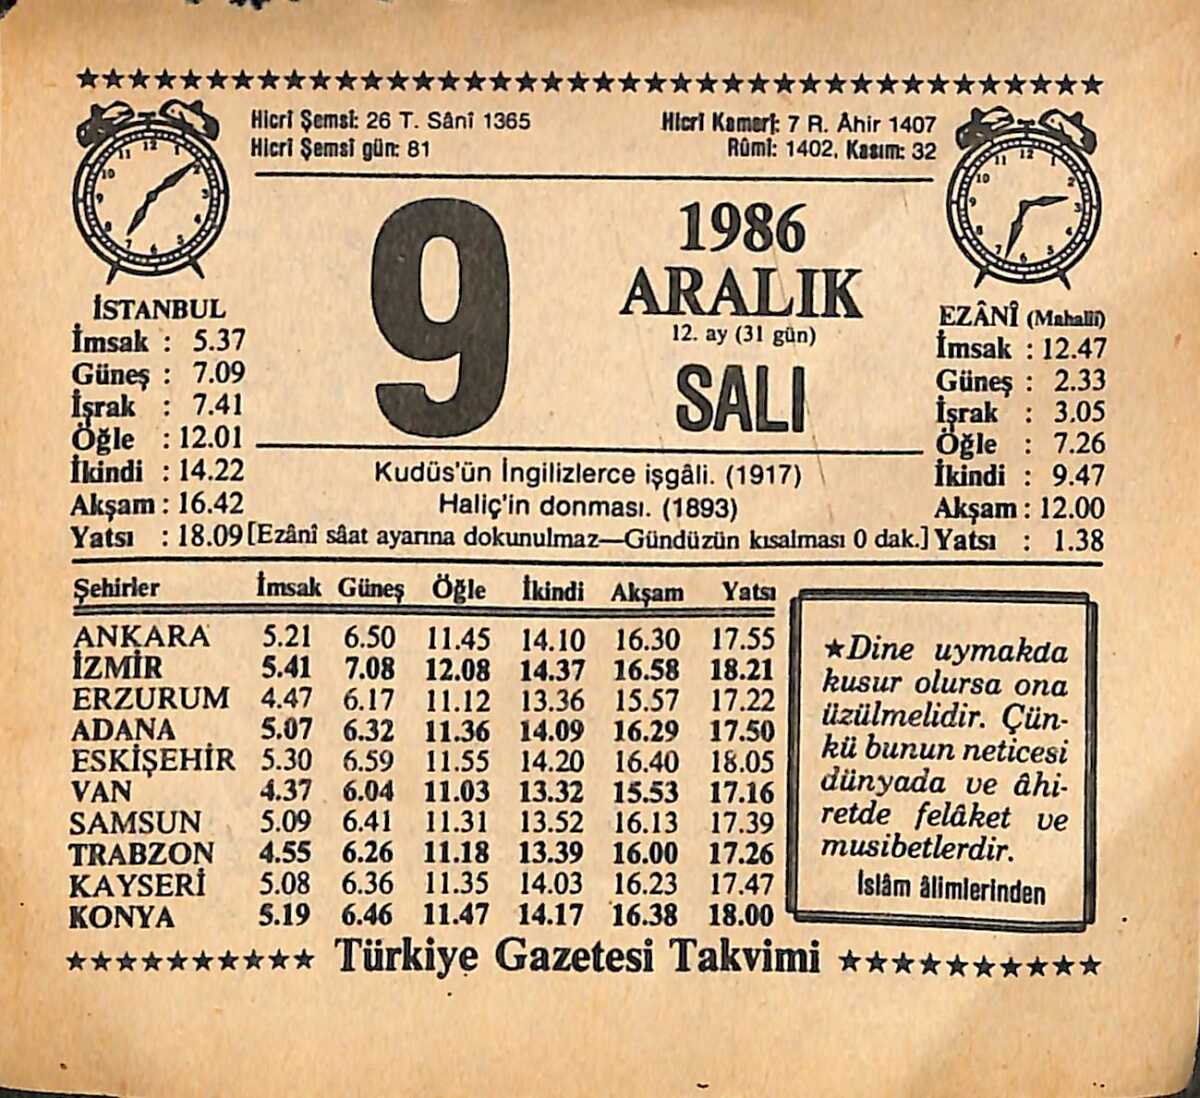 Hicrî Şemsî: 26 T. Sânî 1365
Hicrî Şemsî gün: 81
Hicrî Kamerî: 7 R. Âhir 1407
Rûmî: 1402, Kasım: 32
9
1986
ARALIK
12. ay (31 gün)
SALI
İSTANBUL
İmsak : 5.37
Güneş : 7.09
İşrak : 7.41
Öğle : 12.01
İkindi : 14.22
Akşam : 16.42
Yatsı : 18.09
EZÂNÎ (Mahallî)
İmsak : 12.47
Güneş : 2.33
İşrak : 3.05
Öğle : 7.26
İkindi : 9.47
Akşam : 12.00
Yatsı : 1.38
Kudüs'ün İngilizlerce işgâli. (1917)
Haliç'in donması. (1893)
[Ezânî sâat ayarına dokunulmaz—Gündüzün kısalması 0 dak.]
Şehirler İmsak Güneş Öğle İkindi Akşam Yatsı
ANKARA 5.21 6.50 11.45 14.10 16.30 17.55
İZMİR 5.41 7.08 12.08 14.37 16.58 18.21
ERZURUM 4.47 6.17 11.12 13.36 15.57 17.22
ADANA 5.07 6.32 11.36 14.09 16.29 17.50
ESKİŞEHİR 5.30 6.59 11.55 14.20 16.40 18.05
VAN 4.37 6.04 11.03 13.32 15.53 17.16
SAMSUN 5.09 6.41 11.31 13.52 16.13 17.39
TRABZON 4.55 6.26 11.18 13.39 16.00 17.26
KAYSERİ 5.08 6.36 11.35 14.03 16.23 17.47
KONYA 5.19 6.46 11.47 14.17 16.38 18.00
★Dine uymakda
kusur olursa ona
üzülmelidir. Çün-
kü bunun neticesi
dünyada ve âhi-
retde felâket ve
musibetlerdir.
İslâm âlimlerinden
Türkiye Gazetesi Takvimi